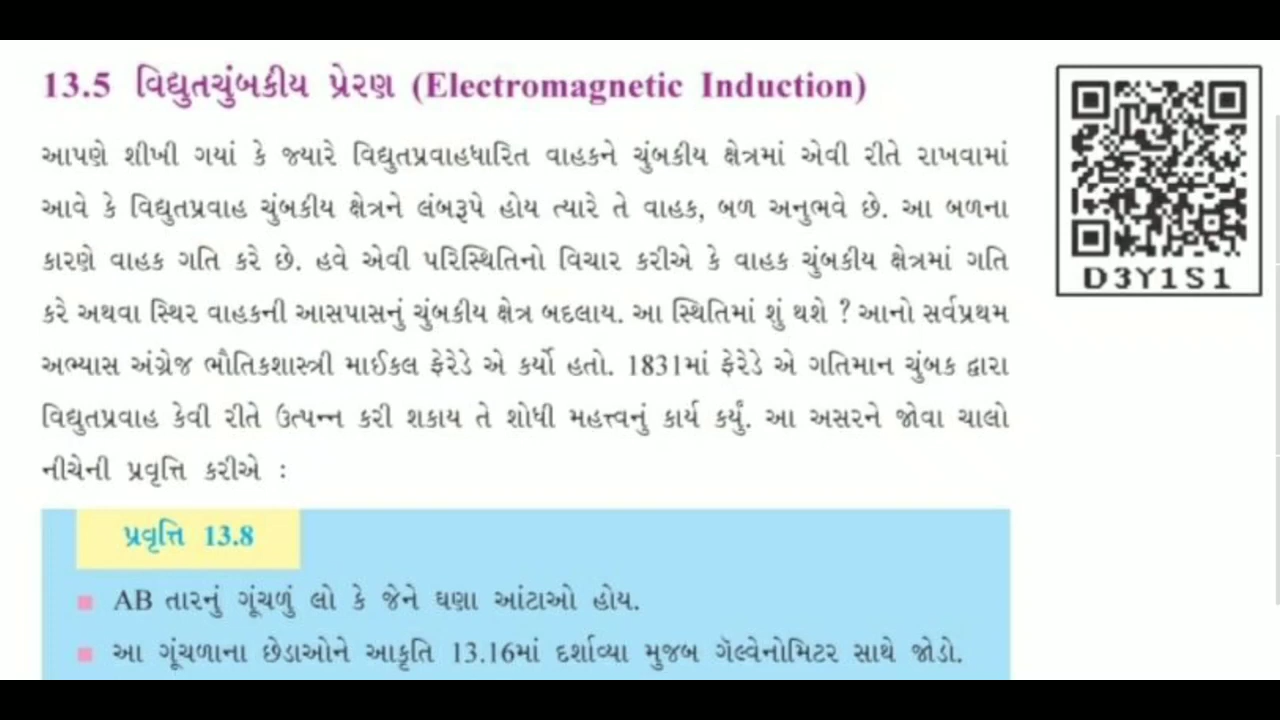 13.5 વિદ્યુતચુંબકીય પ્રેરણ (Electromagnetic Induction)
આપણે શીખી ગયાં કે જ્યારે વિદ્યુતપ્રવાહધારિત વાહકને ચુંબકીય ક્ષેત્રમાં એવી રીતે રાખવામાં
આવે કે વિદ્યુતપ્રવાહ ચુંબકીય ક્ષેત્રને લંબરૂપે હોય ત્યારે તે વાહક, બળ અનુભવે છે. આ બળના
કારણે વાહક ગતિ કરે છે. હવે એવી પરિસ્થિતિનો વિચાર કરીએ કે વાહક ચુંબકીય ક્ષેત્રમાં ગતિ
કરે અથવા સ્થિર વાહકની આસપાસનું ચુંબકીય ક્ષેત્ર બદલાય. આ સ્થિતિમાં શું થશે ? આનો સર્વપ્રથમ
અભ્યાસ અંગ્રેજ ભૌતિકશાસ્ત્રી માઈકલ ફેરેડે એ કર્યો હતો. 1831માં ફેરેડે એ ગતિમાન ચુંબક દ્વારા
વિદ્યુતપ્રવાહ કેવી રીતે ઉત્પન્ન કરી શકાય તે શોધી મહત્ત્વનું કાર્ય કર્યું. આ અસરને જોવા ચાલો
નીચેની પ્રવૃત્તિ કરીએ :
D3Y1S1
પ્રવૃત્તિ 13.8
AB તારનું ગૂંચળું લો કે જેને ઘણા આંટાઓ હોય.
આ ગૂંચળાના છેડાઓને આકૃતિ 13.16માં દર્શાવ્યા મુજબ ગૅલ્વેનોમિટર સાથે જોડો.